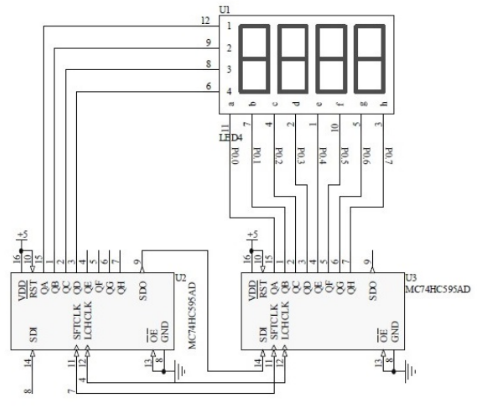 U1
12 1
9 2
8 3
6 4
a b c d e f g h
11 7 4 2 1 10 5 3
LED4
P0.0 P0.1 P0.2 P0.3 P0.4 P0.5 P0.6 P0.7
+5
16 10 15 1 2 3 4 5 6 7 9
VDD RST QA QB QC QD QE QF QG QH SDO
U2
MC74HC595AD
SDI SFTCLK LCHCLK OE GND
14 11 12 13 8
8 7 4
+5
16 10 15 1 2 3 4 5 6 7 9
VDD RST QA QB QC QD QE QF QG QH SDO
U3
MC74HC595AD
SDI SFTCLK LCHCLK OE GND
14 11 12 13 8